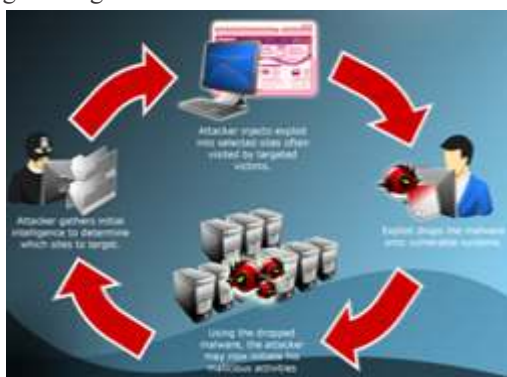 Attacker injects exploit
into selected sites often
visited by targeted
victims.
Attacker gathers initial
intelligence to determine
which sites to target.
Exploit drops the malware
onto vulnerable systems.
Using the dropped
malware, the attacker
may now initiate his
malicious activities